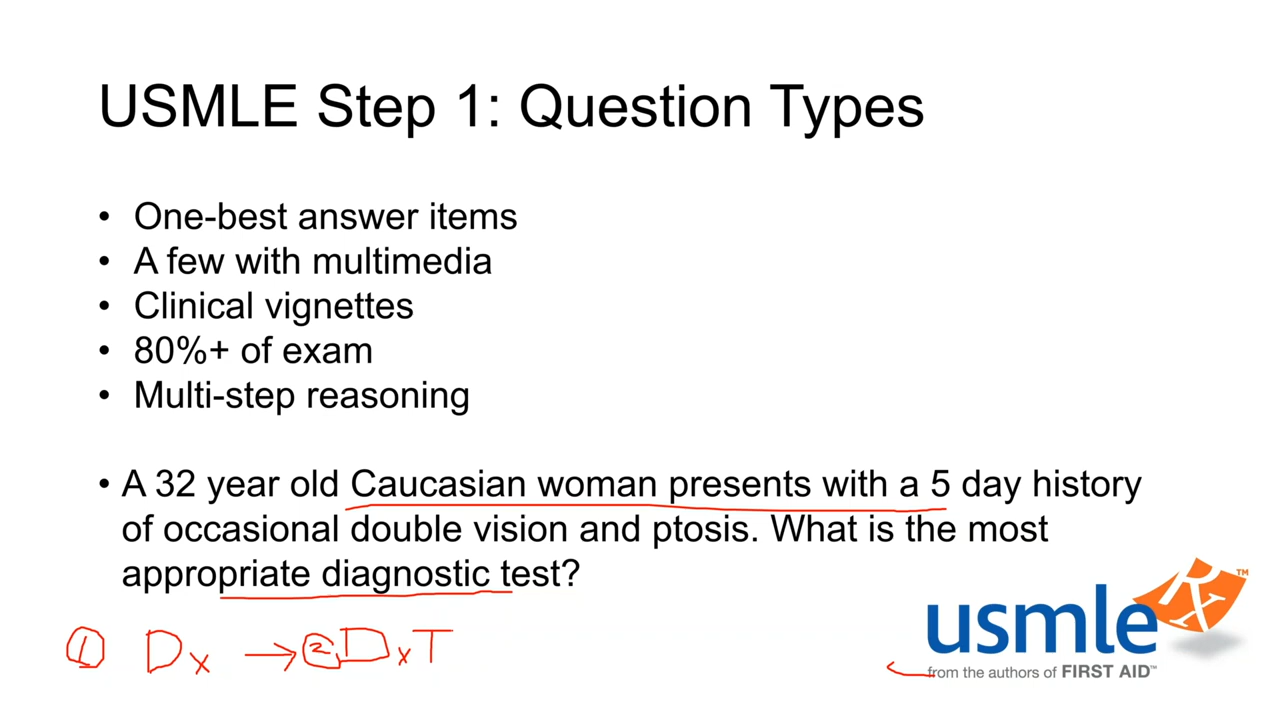 USMLE Step 1: Question Types
• One-best answer items
• A few with multimedia
• Clinical vignettes
• 80%+ of exam
• Multi-step reasoning
• A 32 year old Caucasian woman presents with a 5 day history
of occasional double vision and ptosis. What is the most
appropriate diagnostic test?
① Dx → ② DxT
usmle Rx™
from the authors of FIRST AID™